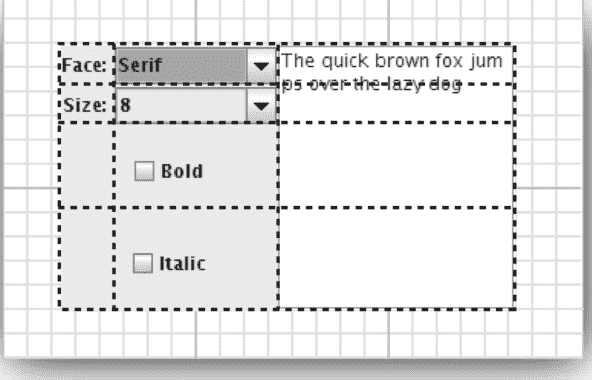 Face: Serif
The quick brown fox jum
ps over the lazy dog
Size: 8
Bold
Italic